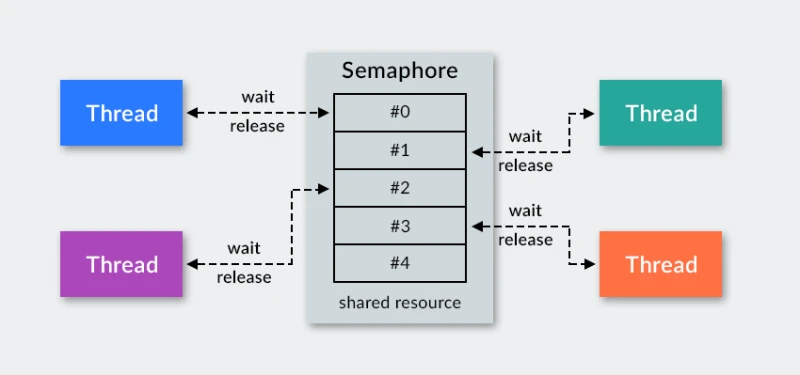 Semaphore
Thread
wait
release
#0
#1
#2
#3
#4
shared resource
Thread
wait
release
Thread
wait
release
Thread
wait
release